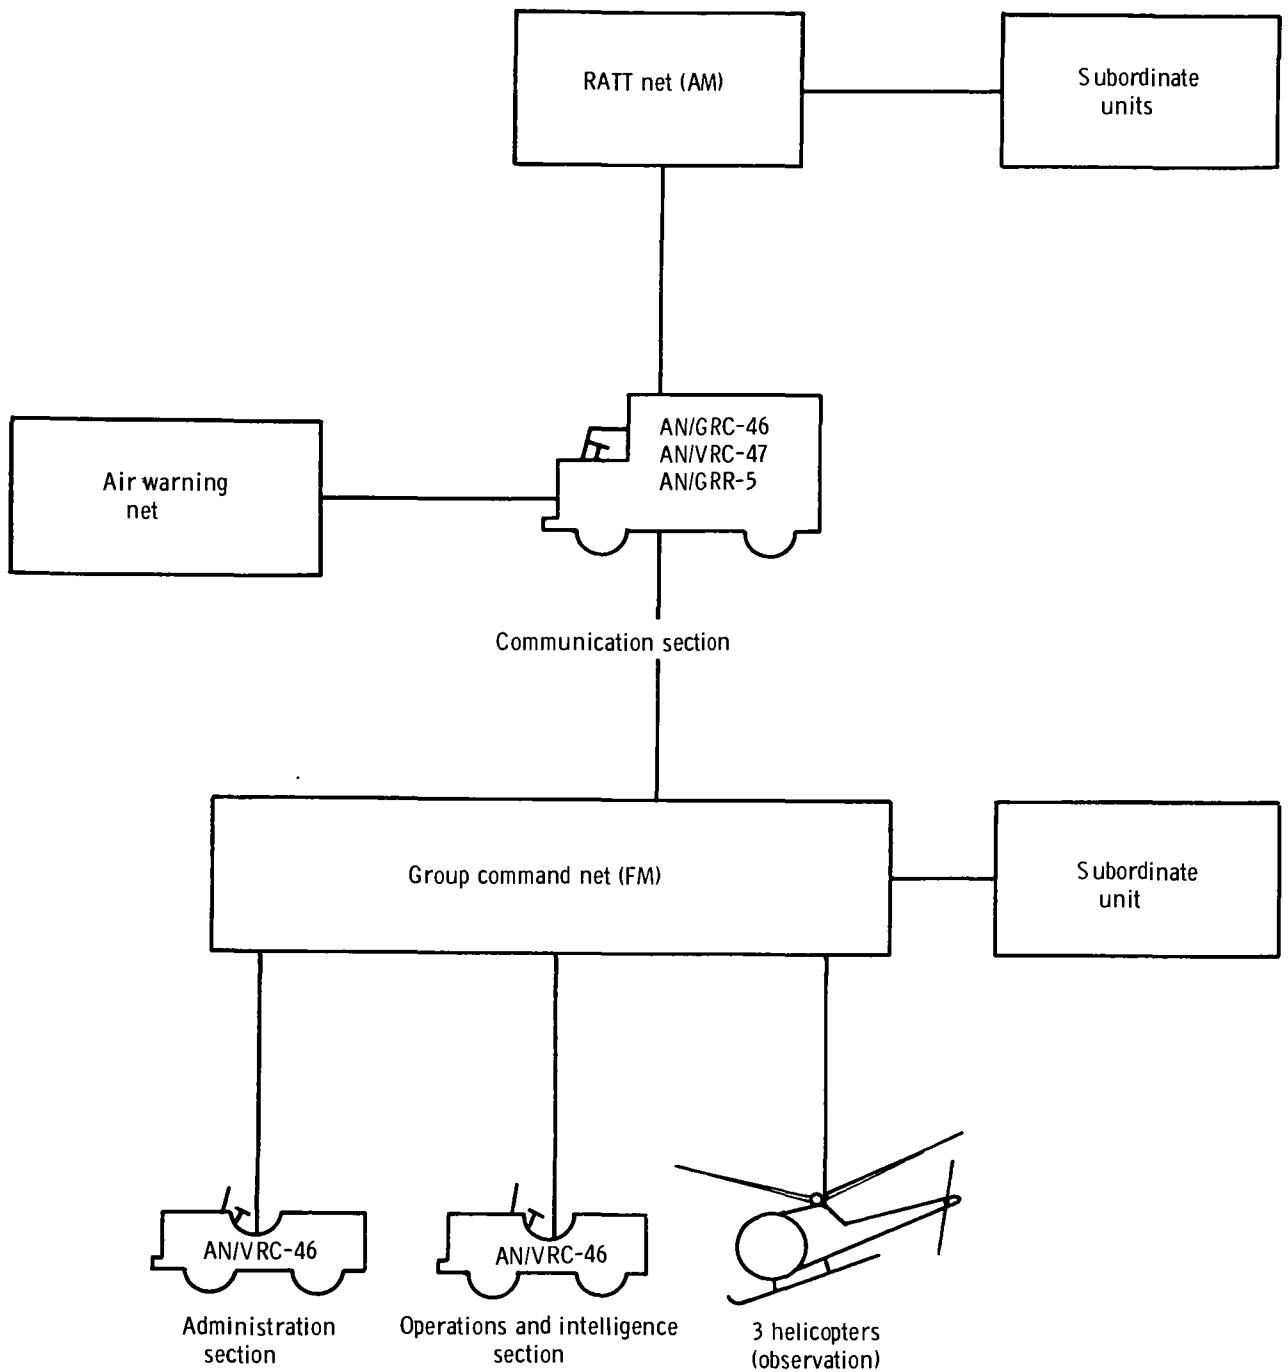 RATT net (AM)
Subordinate
units
AN/GRC-46
AN/VRC-47
AN/GRR-5
Air warning
net
Communication section
Group command net (FM)
Subordinate
unit
AN/VRC-46
AN/VRC-46
Administration
section
Operations and intelligence
section
3 helicopters
(observation)